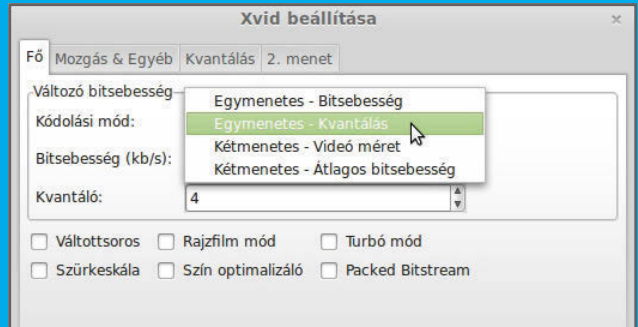 Xvid beállítása
Fő Mozgás & Egyéb Kvantálás 2. menet
Változó bitsebesség
Kódolási mód:
Egymenetes - Bitsebesség
Egymenetes - Kvantálás
Kétmenetes - Videó méret
Kétmenetes - Átlagos bitsebesség
Bitsebesség (kb/s):
Kvantáló: 4
Váltottsoros Rajzfilm mód Turbó mód
Szürkeskála Szín optimalizáló Packed Bitstream